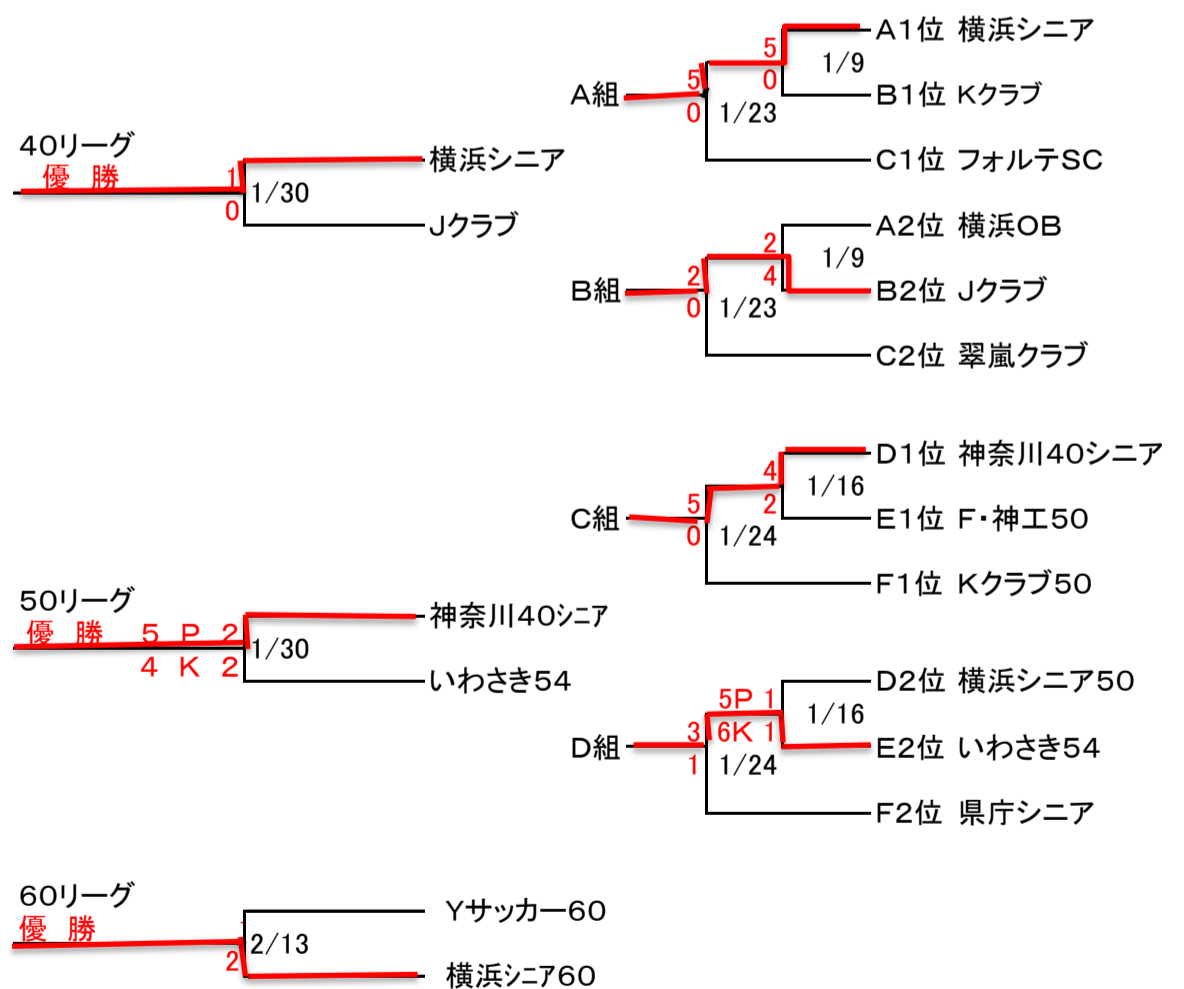 40リーグ
優 勝
1
0
1/30
横浜シニア
Jクラブ
A組
5
0
1/23
5
0
1/9
A1位 横浜シニア
B1位 Kクラブ
C1位 フォルテSC
B組
2
0
1/23
2
4
1/9
A2位 横浜OB
B2位 Jクラブ
C2位 翠嵐クラブ
50リーグ
優 勝 5 P 2
4 K 2
1/30
神奈川40シニア
いわさき54
C組
5
0
1/24
4
2
1/16
D1位 神奈川40シニア
E1位 F・神工50
F1位 Kクラブ50
D組
3
1
1/24
5P 1
6K 1
1/16
D2位 横浜シニア50
E2位 いわさき54
F2位 県庁シニア
60リーグ
優 勝
2
2/13
Yサッカー60
横浜シニア60